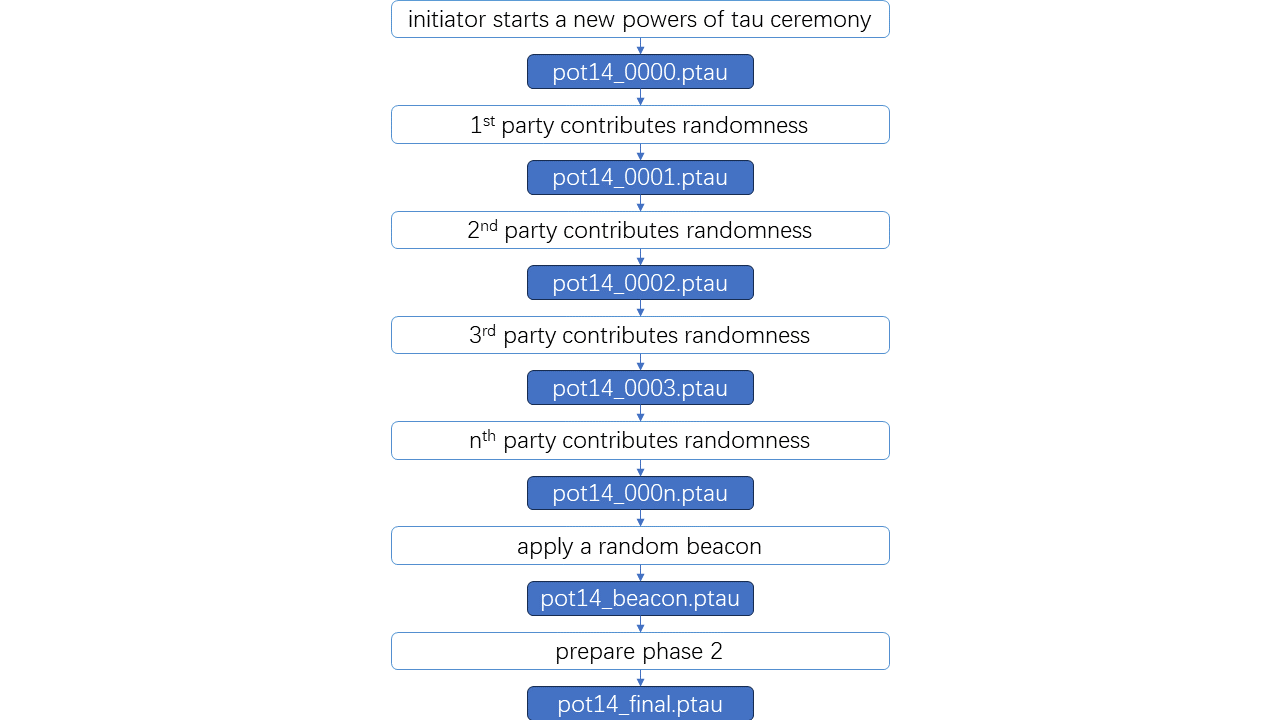 initiator starts a new powers of tau ceremony
pot14_0000.ptau
1st party contributes randomness
pot14_0001.ptau
2nd party contributes randomness
pot14_0002.ptau
3rd party contributes randomness
pot14_0003.ptau
nth party contributes randomness
pot14_000n.ptau
apply a random beacon
pot14_beacon.ptau
prepare phase 2
pot14_final.ptau